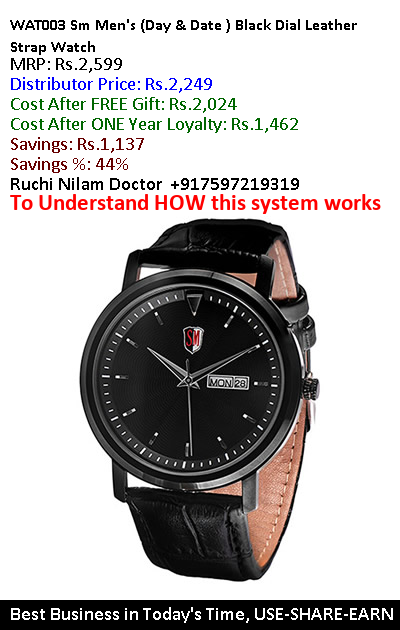 WAT003 Sm Men's (Day & Date ) Black Dial Leather
Strap Watch
MRP: Rs.2,599
Distributor Price: Rs.2,249
Cost After FREE Gift: Rs.2,024
Cost After ONE Year Loyalty: Rs.1,462
Savings: Rs.1,137
Savings %: 44%
Ruchi Nilam Doctor +917597219319
To Understand HOW this system works
SM
MON 28
Best Business in Today's Time, USE-SHARE-EARN